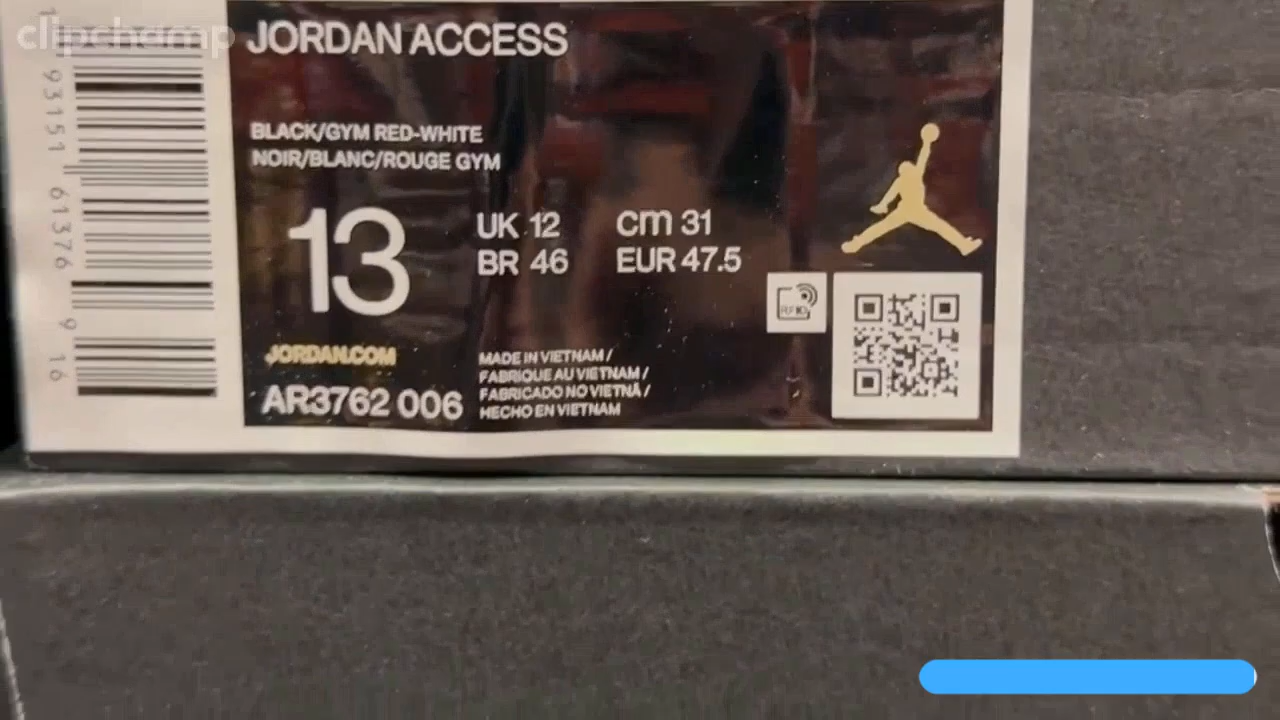 clipchamp
JORDAN ACCESS
BLACK/GYM RED-WHITE
NOIR/BLANC/ROUGE GYM
13
UK 12
CM 31
BR 46
EUR 47.5
RFID
JORDAN.COM
AR3762 006
MADE IN VIETNAM /
FABRIQUE AU VIETNAM /
FABRICADO NO VIETNÃ /
HECHO EN VIETNAM
1 93151 61376 9 16